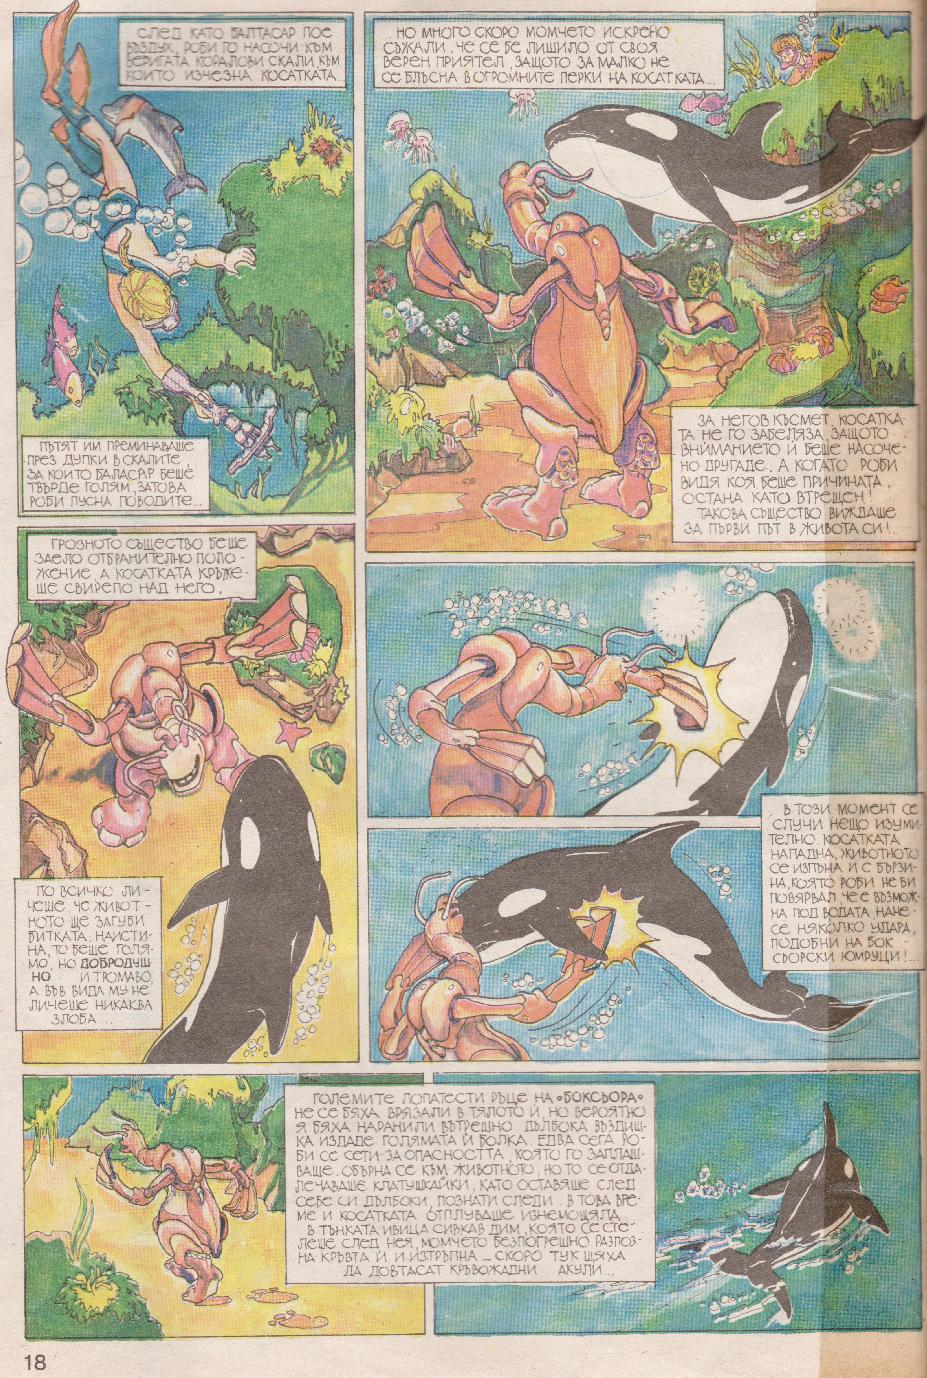 СЛЕД КАТО БАЛТАСАР ПОЕ
ВЪЗДУХ, РОБИ ГО НАСОЧИ КЪМ
ВЕРИГАТА КОРАЛОВИ СКАЛИ, КЪМ
КОИТО ИЗЧЕЗНА КОСАТКАТА...
ПЪТЯТ ИМ ПРЕМИНАВАШЕ
ПРЕЗ ДУПКИ В СКАЛИТЕ,
ЗА КОИТО БАЛАСАР БЕШЕ
ТВЪРДЕ ГОЛЯМ, ЗАТОВА
РОБИ ПУСНА ПОВОДИТЕ...
НО МНОГО СКОРО МОМЧЕТО ИСКРЕНО
СЪЖАЛИ, ЧЕ СЕ БЕ ЛИШИЛО ОТ СВОЯ
ВЕРЕН ПРИЯТЕЛ, ЗАЩОТО ЗА МАЛКО НЕ
СЕ БЛЪСНА В ОГРОМНИТЕ ПЕРКИ НА КОСАТКАТА...
ЗА НЕГОВ КЪСМЕТ, КОСАТКА-
ТА НЕ ГО ЗАБЕЛЯЗА, ЗАЩОТО
ВНИМАНИЕТО Й БЕШЕ НАСОЧЕ-
НО ДРУГАДЕ. А КОГАТО РОБИ
ВИДЯ КОЯ БЕШЕ ПРИЧИНАТА,
ОСТАНА КАТО ВТРЕЩЕН!
ТАКОВА СЪЩЕСТВО ВИЖДАШЕ
ЗА ПЪРВИ ПЪТ В ЖИВОТА СИ!..
ГРОЗНОТО СЪЩЕСТВО БЕШЕ
ЗАЕЛО ОТБРАНИТЕЛНО ПОЛО-
ЖЕНИЕ, А КОСАТКАТА КРЪЖЕ-
ШЕ СВИРЕПО НАД НЕГО.
ПО ВСИЧКО ЛИ-
ЧЕШЕ, ЧЕ ЖИВОТ-
НОТО ЩЕ ЗАГУБИ
БИТКАТА. НАИСТИ-
НА, ТО БЕШЕ ГОЛЯ-
МО, НО ДОБРОДУШ
НО И ТЮМАВО,
А ВЪВ ВИДА МУ НЕ
ЛИЧЕШЕ НИКАКВА
ЗЛОБА...
В ТОЗИ МОМЕНТ СЕ
СЛУЧИ НЕЩО ИЗУМИ-
ТЕЛНО. КОСАТКАТА
НАПАДНА, ЖИВОТНОТО
СЕ ИЗПЪНА И С БЪРЗИ-
НА, КОЯТО РОБИ НЕ БИ
ПОВЯРВАЛ, ЧЕ Е ВЪЗМОЖ-
НА ПОД ВОДАТА НАНЕ-
СЕ НЯКОЛКО УДАРА,
ПОДОБНИ НА БОК
СЬОРСКИ ЮМРУЦИ!...
ГОЛЕМИТЕ ЛОПАТЕСТИ РЪЦЕ НА «БОКСЬОРА»
НЕ СЕ БЯХА ВРЯЗАЛИ В ТЯЛОТО Й, НО ВЕРОЯТНО
Я БЯХА НАРАНИЛИ ВЪТРЕШНО. ДЪЛБОКА ВЪЗДИШ-
КА ИЗДАДЕ ГОЛЯМАТА Й БОЛКА. ЕДВА СЕГА РО-
БИ СЕ СЕТИ ЗА ОПАСНОСТТА, КОЯТО ГО ЗАПЛАШ-
ВАШЕ. ОБЪРНА СЕ КЪМ ЖИВОТНОТО, НО ТО СЕ ОТДА-
ЛЕЧАВАШЕ КЛАТУШКАЙКИ, КАТО ОСТАВЯШЕ СЛЕД
СЕБЕ СИ ДЪЛБОКИ, ПОЗНАТИ СЛЕДИ... В ТОВА ВРЕ-
МЕ И КОСАТКАТА ОТПЛУВАШЕ ИЗНЕМОЩЯЛА.
В ТЪНКАТА ИВИЦА СИВКАВ ДИМ, КОЯТО СЕ СТЕ-
ЛЕШЕ СЛЕД НЕЯ, МОМЧЕТО БЕЗПОГРЕШНО РАЗПОЗ-
НА КРЪВТА Й И ИЗТРЪПНА – СКОРО ТУК ЩЯХА
ДА ДОВТАСАТ КРЪВОЖАДНИ АКУЛИ...
18